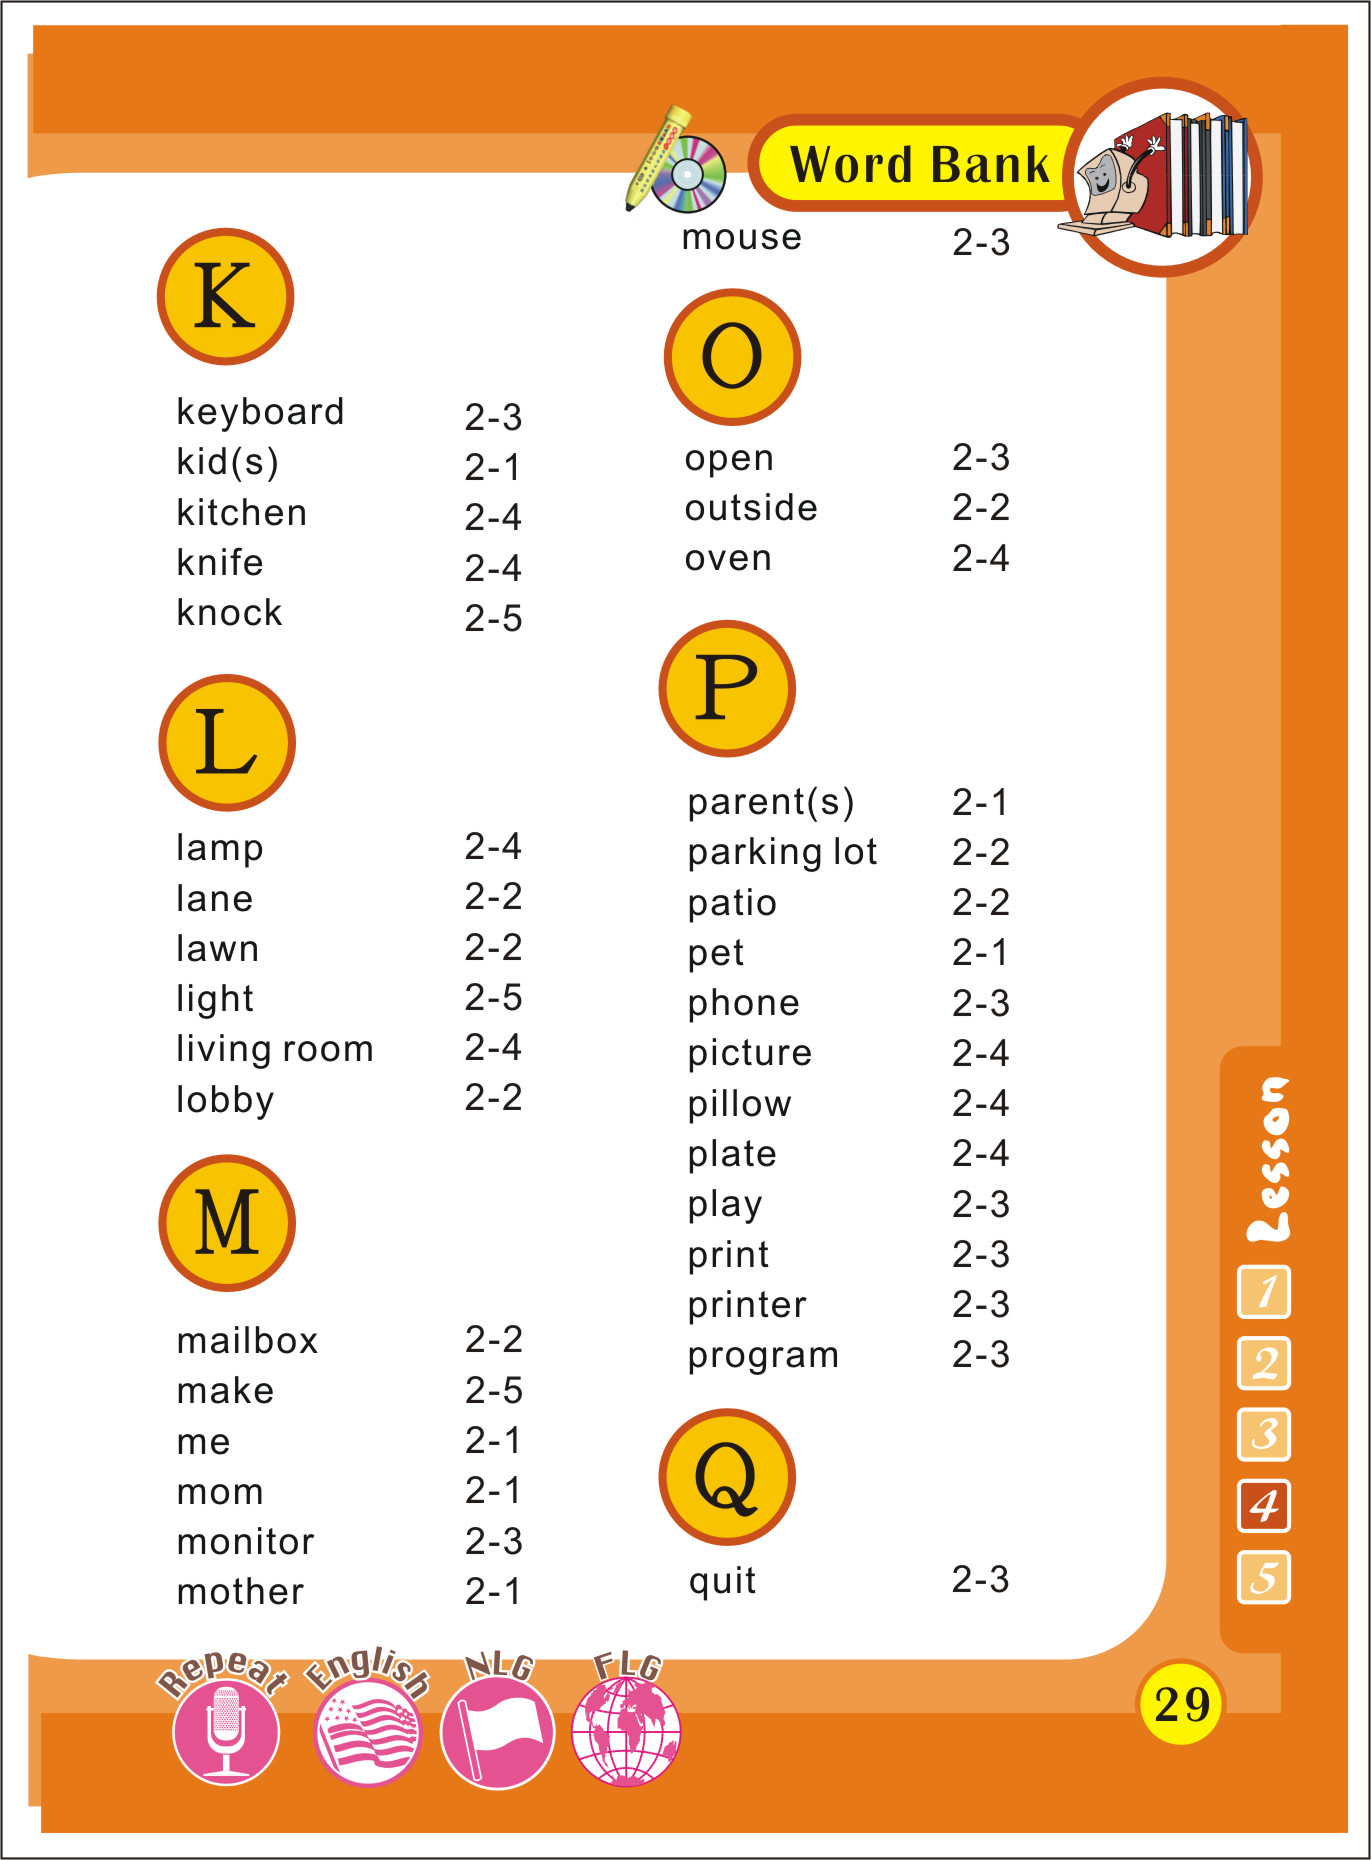 Word Bank
K
keyboard 2-3
kid(s) 2-1
kitchen 2-4
knife 2-4
knock 2-5
L
lamp 2-4
lane 2-2
lawn 2-2
light 2-5
living room 2-4
lobby 2-2
M
mailbox 2-2
make 2-5
me 2-1
mom 2-1
monitor 2-3
mother 2-1
mouse 2-3
O
open 2-3
outside 2-2
oven 2-4
P
parent(s) 2-1
parking lot 2-2
patio 2-2
pet 2-1
phone 2-3
picture 2-4
pillow 2-4
plate 2-4
play 2-3
print 2-3
printer 2-3
program 2-3
Q
quit 2-3
Lesson
1
2
3
4
5
Repeat
English
NLG
FLG
29